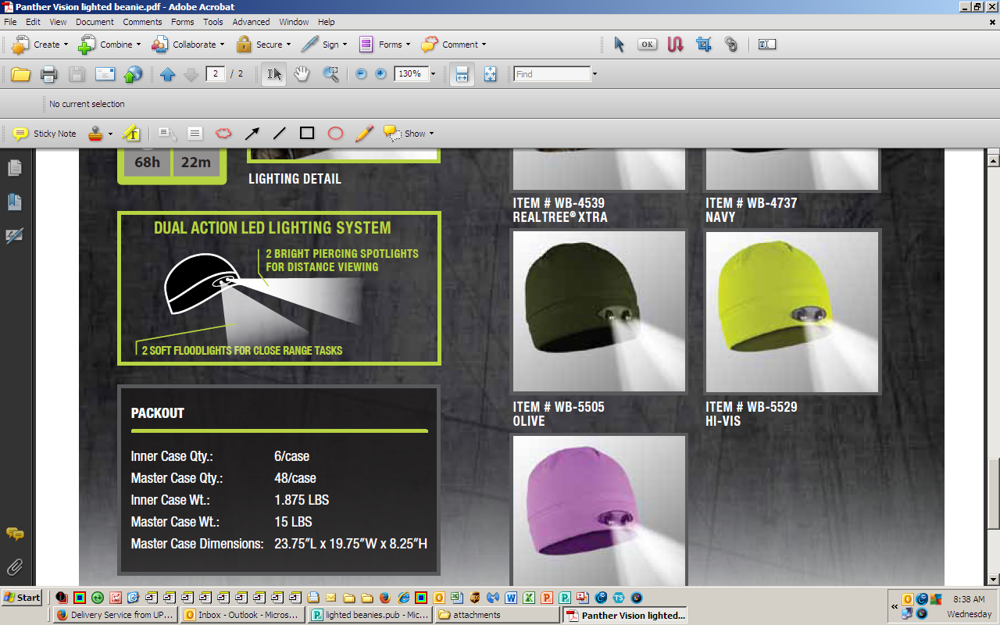 Panther Vision lighted beanie.pdf - Adobe Acrobat
File Edit View Document Comments Forms Tools Advanced Window Help
Create Combine Collaborate Secure Sign Forms Comment OK
2 / 2 130% Find
No current selection
Sticky Note Show
68h 22m
LIGHTING DETAIL
DUAL ACTION LED LIGHTING SYSTEM
2 BRIGHT PIERCING SPOTLIGHTS
FOR DISTANCE VIEWING
2 SOFT FLOODLIGHTS FOR CLOSE RANGE TASKS
PACKOUT
Inner Case Qty.: 6/case
Master Case Qty.: 48/case
Inner Case Wt.: 1.875 LBS
Master Case Wt.: 15 LBS
Master Case Dimensions: 23.75″L x 19.75″W x 8.25″H
ITEM # WB-4539
REALTREE® XTRA
ITEM # WB-4737
NAVY
ITEM # WB-5505
OLIVE
ITEM # WB-5529
HI-VIS
Start
Delivery Service from UP... Inbox - Outlook - Micros... lighted beanies.pub - Mic... attachments Panther Vision lighted...
8:38 AM
Wednesday